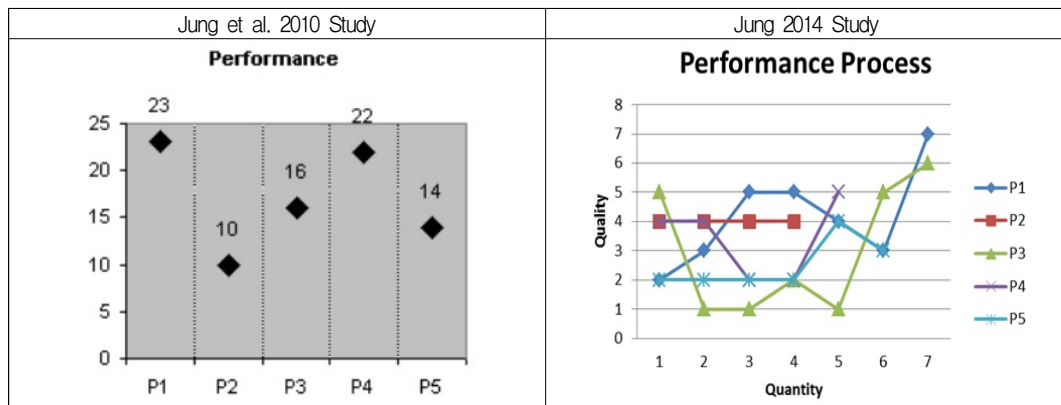 Jung et al. 2010 Study
Jung 2014 Study
Performance
25
20
15
10
5
0
23
10
16
22
14
P1 P2 P3 P4 P5
Performance Process
Quality
8
7
6
5
4
3
2
1
0
1 2 3 4 5 6 7
Quantity
P1
P2
P3
P4
P5